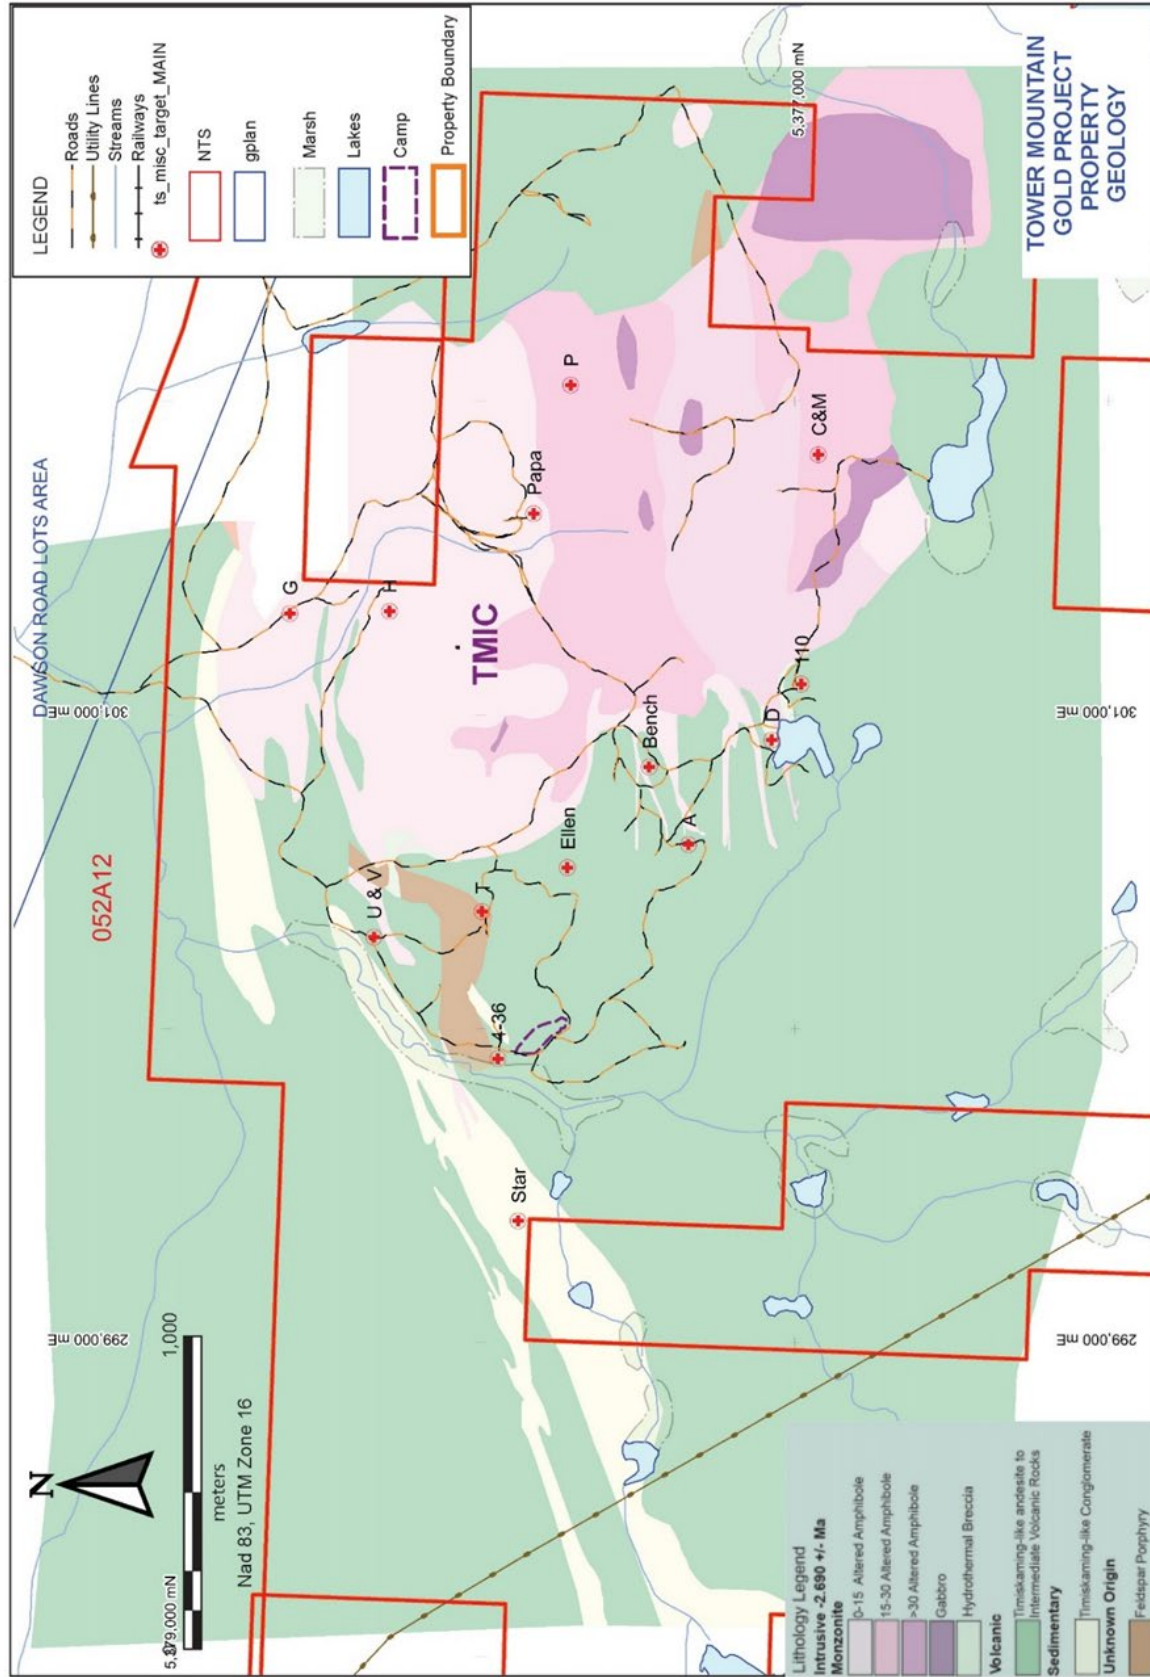 LEGEND
Roads
Utility Lines
Streams
Railways
ts_misc_target_MAIN
NTS
gplan
Marsh
Lakes
Camp
Property Boundary
DAWSON ROAD LOTS AREA
052A12
301,000 mE
299,000 mE
5,377,000 mN
N
1,000
meters
Nad 83, UTM Zone 16
G
H
TMIC
Papa
P
C&M
110
D
Bench
A
Ellen
U & V
T
4-36
Star
301,000 mE
299,000 mE
TOWER MOUNTAIN
GOLD PROJECT
PROPERTY
GEOLOGY
Lithology Legend
Intrusive -2.690 +/- Ma
Monzonite
0-15 Altered Amphibole
15-30 Altered Amphibole
>30 Altered Amphibole
Gabbro
Hydrothermal Breccia
Volcanic
Timiskaming-like andesite to
Intermediate Volcanic Rocks
Sedimentary
Timiskaming-like Conglomerate
Unknown Origin
Feldspar Porphyry